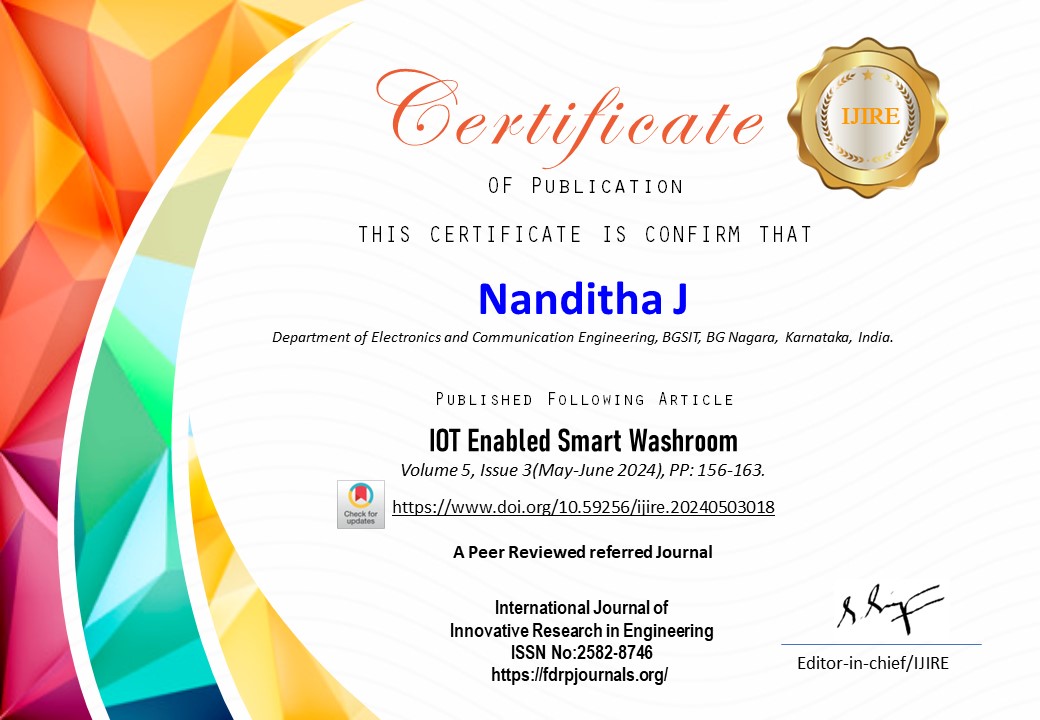 Certificate
IJIRE
OF PUBLICATION
THIS CERTIFICATE IS CONFIRM THAT
Nanditha J
Department of Electronics and Communication Engineering, BGSIT, BG Nagara, Karnataka, India.
PUBLISHED FOLLOWING ARTICLE
IOT Enabled Smart Washroom
Volume 5, Issue 3(May-June 2024), PP: 156-163.
Check for
updates
https://www.doi.org/10.59256/ijire.20240503018
A Peer Reviewed referred Journal
International Journal of
Innovative Research in Engineering
ISSN No:2582-8746
https://fdrpjournals.org/
Editor-in-chief/IJIRE